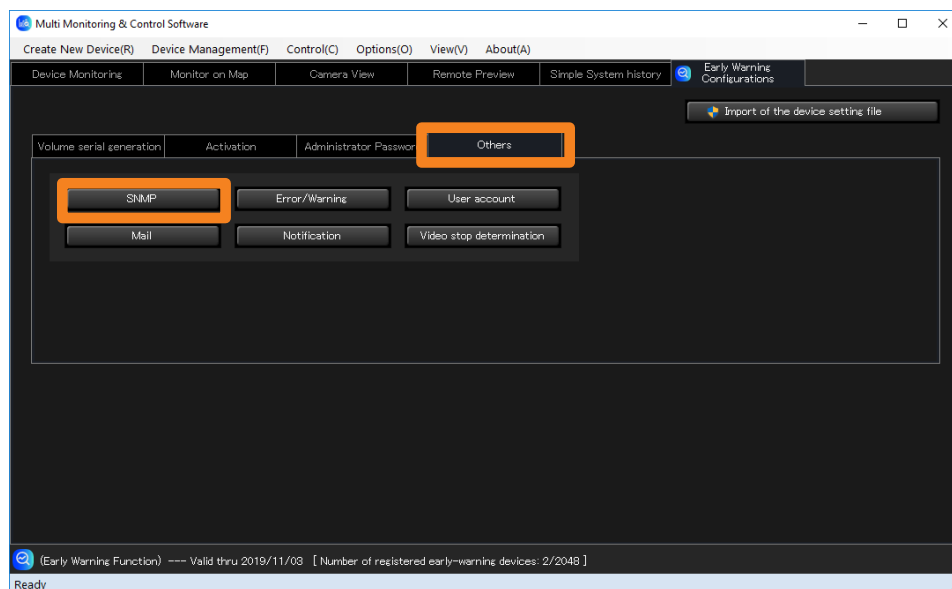 Multi Monitoring & Control Software
Create New Device(R) Device Management(F) Control(C) Options(O) View(V) About(A)
Device Monitoring Monitor on Map Camera View Remote Preview Simple System history Early Warning
Configurations
Import of the device setting file
Volume serial generation Activation Administrator Passwor Others
SNMP Error/Warning User account
Mail Notification Video stop determination
(Early Warning Function) --- Valid thru 2019/11/03 [ Number of registered early-warning devices: 2/2048 ]
Ready